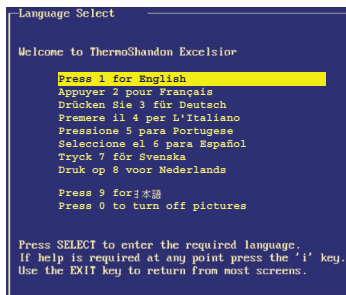 Language Select
Welcome to ThermoShandon Excelsior
Press 1 for English
Appuyer 2 pour Français
Drücken Sie 3 für Deutsch
Premere il 4 per L'Italiano
Pressione 5 para Portugese
Seleccione el 6 para Español
Tryck 7 för Svenska
Druk op 8 voor Nederlands
Press 9 for日本語
Press 0 to turn off pictures
Press SELECT to enter the required language.
If help is required at any point press the 'i' key.
Use the EXIT key to return from most screens.